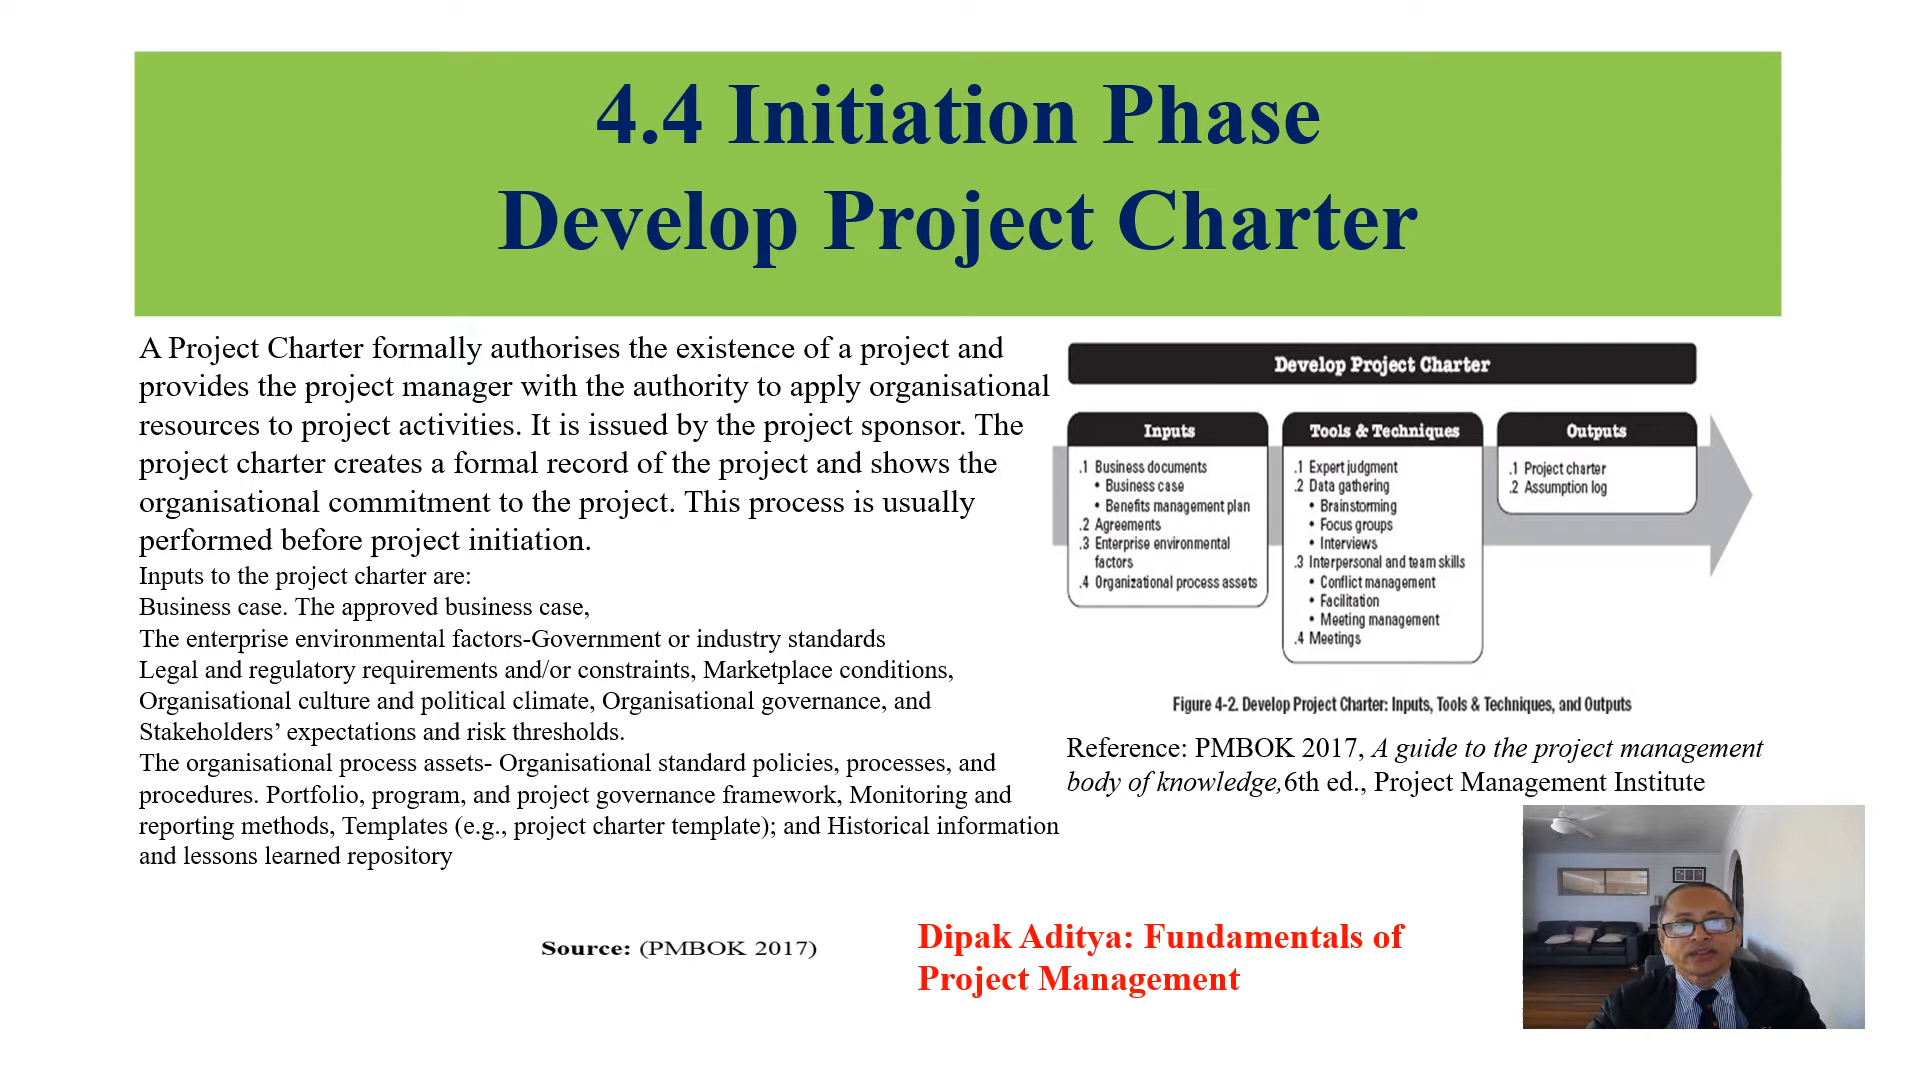 4.4 Initiation Phase
Develop Project Charter
A Project Charter formally authorises the existence of a project and
provides the project manager with the authority to apply organisational
resources to project activities. It is issued by the project sponsor. The
project charter creates a formal record of the project and shows the
organisational commitment to the project. This process is usually
performed before project initiation.
Inputs to the project charter are:
Business case. The approved business case,
The enterprise environmental factors-Government or industry standards
Legal and regulatory requirements and/or constraints, Marketplace conditions,
Organisational culture and political climate, Organisational governance, and
Stakeholders’ expectations and risk thresholds.
The organisational process assets- Organisational standard policies, processes, and
procedures. Portfolio, program, and project governance framework, Monitoring and
reporting methods, Templates (e.g., project charter template); and Historical information
and lessons learned repository
Develop Project Charter
Inputs
.1 Business documents
• Business case
• Benefits management plan
.2 Agreements
.3 Enterprise environmental
factors
.4 Organizational process assets
Tools & Techniques
.1 Expert judgment
.2 Data gathering
• Brainstorming
• Focus groups
• Interviews
.3 Interpersonal and team skills
• Conflict management
• Facilitation
• Meeting management
.4 Meetings
Outputs
.1 Project charter
.2 Assumption log
Figure 4-2. Develop Project Charter: Inputs, Tools & Techniques, and Outputs
Reference: PMBOK 2017, A guide to the project management
body of knowledge,6th ed., Project Management Institute
Source: (PMBOK 2017)
Dipak Aditya: Fundamentals of
Project Management